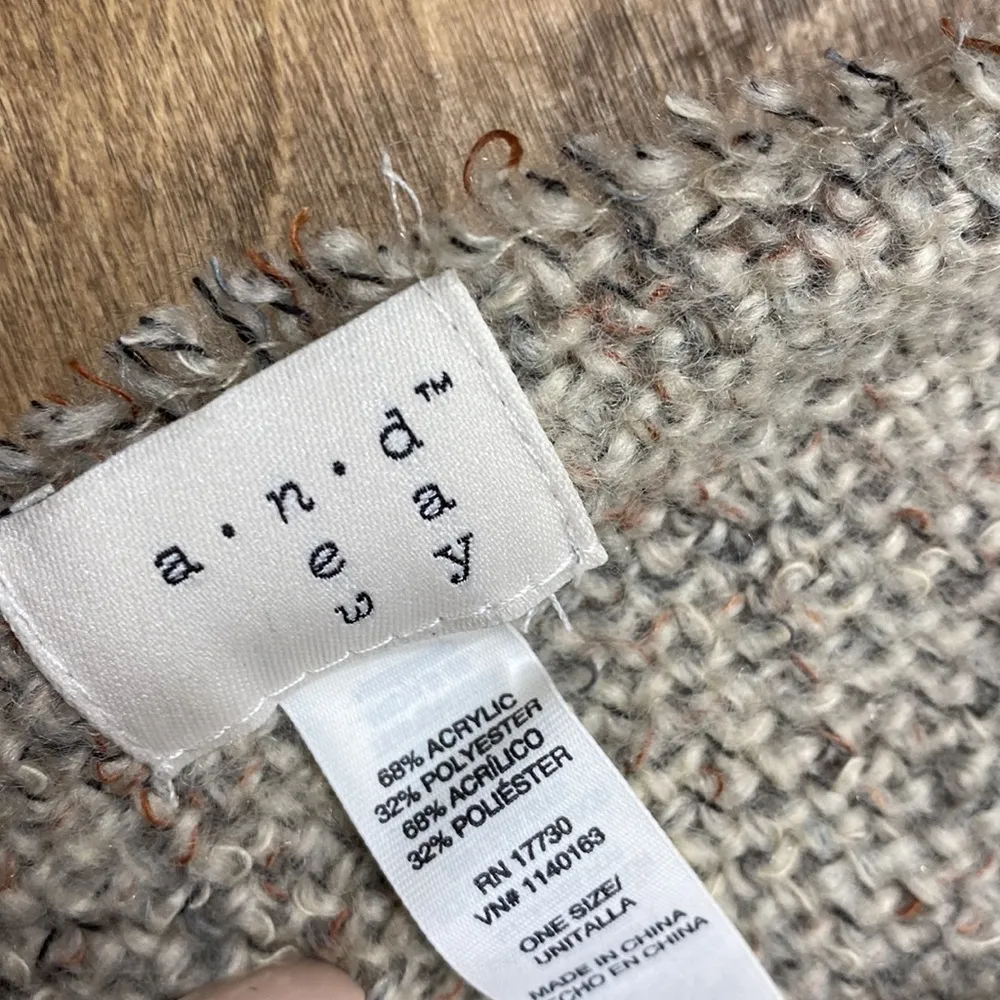 a·n·d™
e a
w y
68% ACRYLIC
32% POLYESTER
68% ACRÍLICO
32% POLIÉSTER
RN 17730
VN# 1140163
ONE SIZE/
UNITALLA
MADE IN CHINA
HECHO EN CHINA